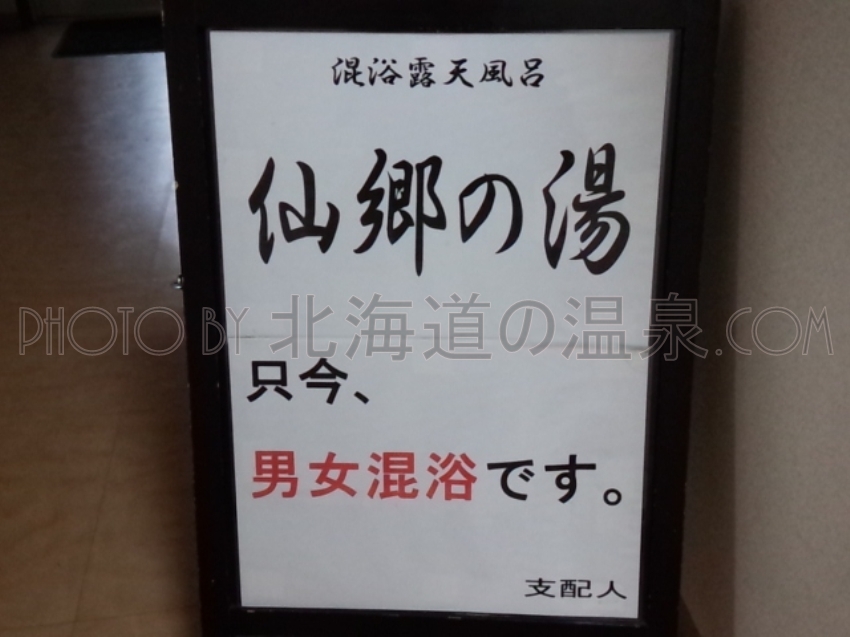 混浴露天風呂
仙郷の湯
PHOTO BY 北海道の温泉.COM
只今、
男女混浴です。
支配人